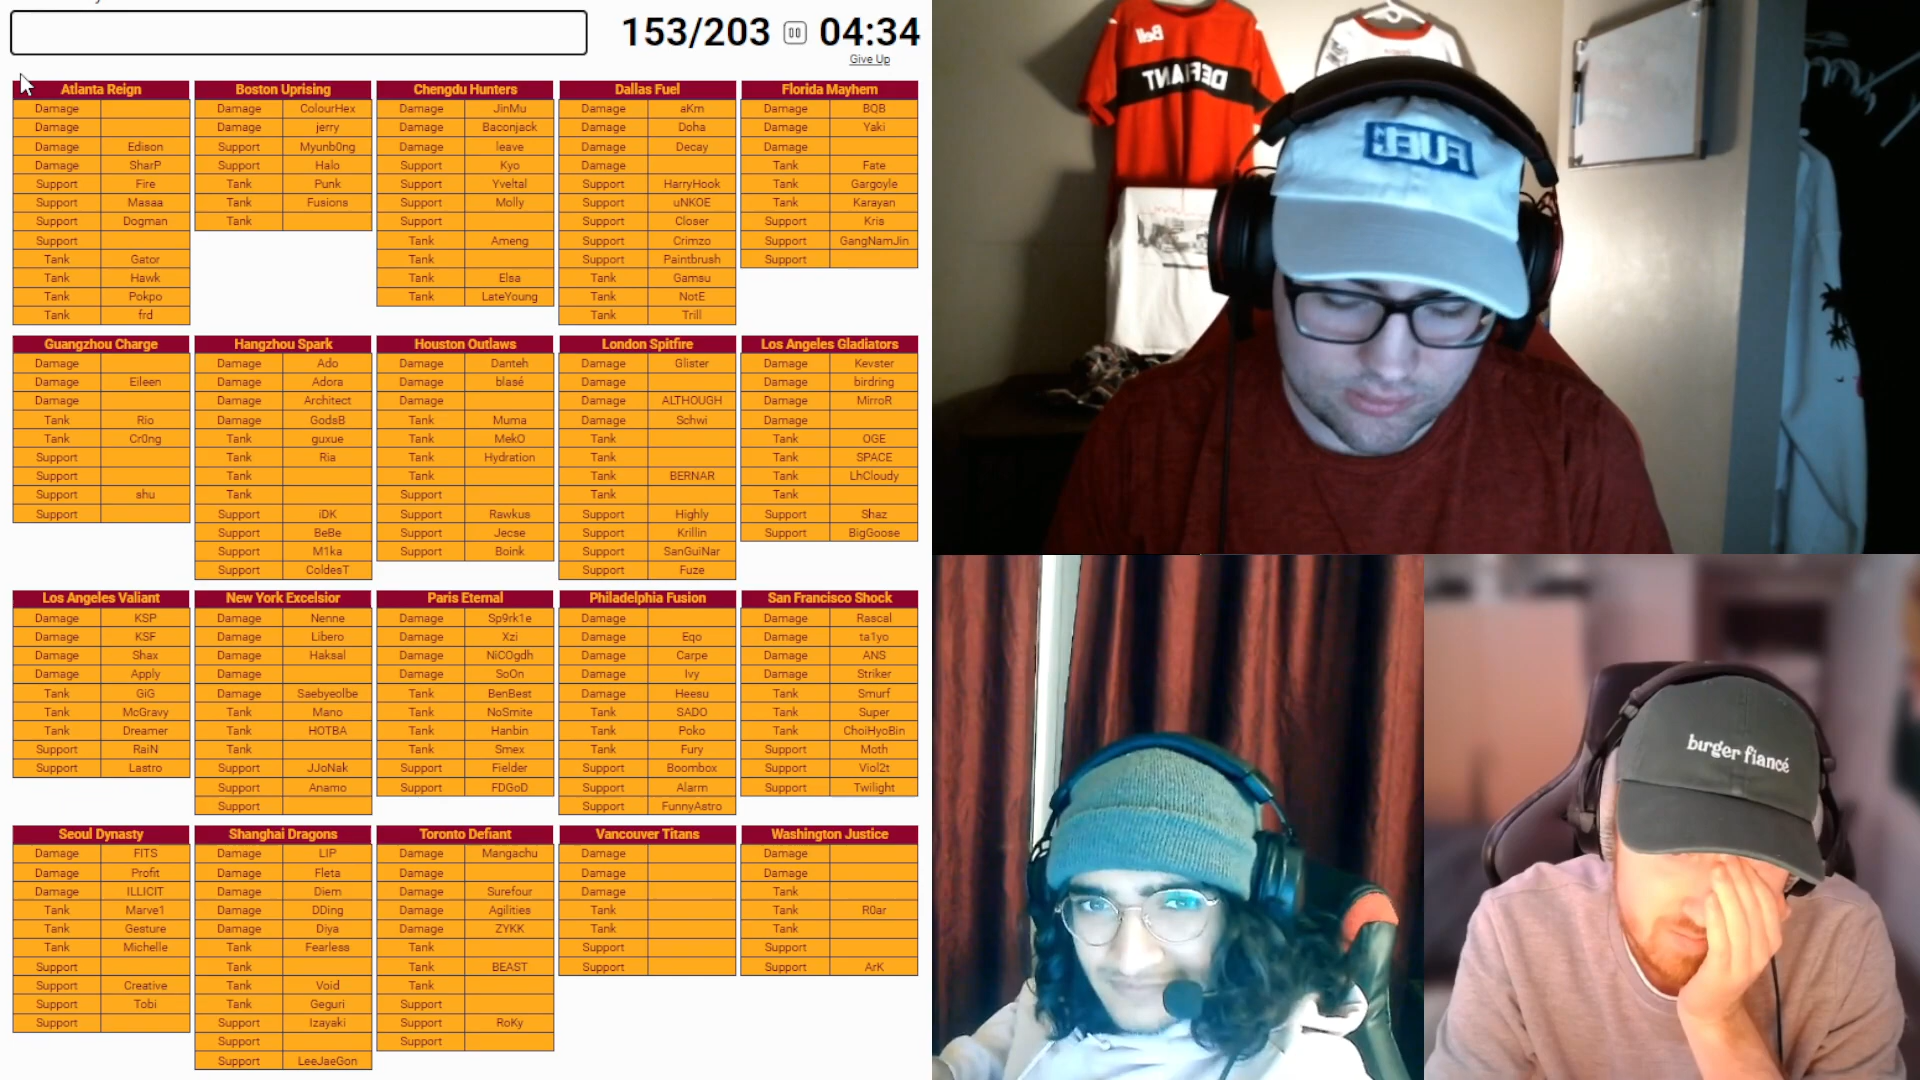 153/203 04:34
Give Up
Atlanta Reign
Damage
Damage
Damage Edison
Damage SharP
Support Fire
Support Masaa
Support Dogman
Support
Tank Gator
Tank Hawk
Tank Pokpo
Tank frd
Boston Uprising
Damage ColourHex
Damage jerry
Support Myunb0ng
Support Halo
Tank Punk
Tank Fusions
Tank
Chengdu Hunters
Damage JinMu
Damage Baconjack
Damage leave
Support Kyo
Support Yveltal
Support Molly
Support
Tank Ameng
Tank
Tank Elsa
Tank LateYoung
Dallas Fuel
Damage aKm
Damage Doha
Damage Decay
Damage
Support HarryHook
Support uNKOE
Support Closer
Support Crimzo
Support Paintbrush
Tank Gamsu
Tank NotE
Tank Trill
Florida Mayhem
Damage BQB
Damage Yaki
Damage
Tank Fate
Tank Gargoyle
Tank Karayan
Support Kris
Support GangNamJin
Support
Guangzhou Charge
Damage
Damage Eileen
Damage
Tank Rio
Tank Cr0ng
Support
Support
Support shu
Support
Hangzhou Spark
Damage Ado
Damage Adora
Damage Architect
Damage GodsB
Tank guxue
Tank Ria
Tank
Tank
Support iDK
Support BeBe
Support M1ka
Support ColdesT
Houston Outlaws
Damage Danteh
Damage blasé
Damage
Tank Muma
Tank MekO
Tank Hydration
Tank
Support
Support Rawkus
Support Jecse
Support Boink
London Spitfire
Damage Glister
Damage
Damage ALTHOUGH
Damage Schwi
Tank
Tank
Tank BERNAR
Tank
Support Highly
Support Krillin
Support SanGuiNar
Support Fuze
Los Angeles Gladiators
Damage Kevster
Damage birdring
Damage MirroR
Damage
Tank OGE
Tank SPACE
Tank LhCloudy
Tank
Support Shaz
Support BigGoose
Los Angeles Valiant
Damage KSP
Damage KSF
Damage Shax
Damage Apply
Tank GiG
Tank McGravy
Tank Dreamer
Support RaiN
Support Lastro
New York Excelsior
Damage Nenne
Damage Libero
Damage Haksal
Damage
Damage Saebyeolbe
Tank Mano
Tank HOTBA
Tank
Support JJoNak
Support Anamo
Support
Paris Eternal
Damage Sp9rk1e
Damage Xzi
Damage NiCOgdh
Damage SoOn
Tank BenBest
Tank NoSmite
Tank Hanbin
Tank Smex
Support Fielder
Support FDGoD
Philadelphia Fusion
Damage
Damage Eqo
Damage Carpe
Damage Ivy
Damage Heesu
Tank SADO
Tank Poko
Tank Fury
Support Boombox
Support Alarm
Support FunnyAstro
San Francisco Shock
Damage Rascal
Damage ta1yo
Damage ANS
Damage Striker
Tank Smurf
Tank Super
Tank ChoiHyoBin
Support Moth
Support Viol2t
Support Twilight
Seoul Dynasty
Damage FITS
Damage Profit
Damage ILLICIT
Tank Marve1
Tank Gesture
Tank Michelle
Support
Support Creative
Support Tobi
Support
Shanghai Dragons
Damage LIP
Damage Fleta
Damage Diem
Damage DDing
Damage Diya
Tank Fearless
Tank
Tank Void
Tank Geguri
Support Izayaki
Support
Support LeeJaeGon
Toronto Defiant
Damage Mangachu
Damage
Damage Surefour
Damage Agilities
Damage ZYKK
Tank
Tank BEAST
Tank
Support
Support RoKy
Support
Vancouver Titans
Damage
Damage
Damage
Tank
Tank
Support
Support
Washington Justice
Damage
Damage
Tank
Tank R0ar
Tank
Support
Support ArK
Bell
DEFIANT
FUEL
burger fiancé